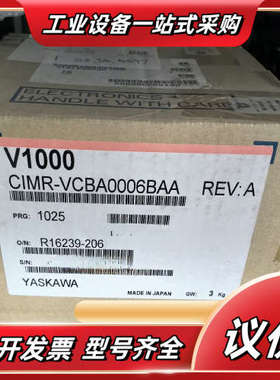 工业设备一站式采购
ELECTRONIC
HANDLE WITH CARE
V1000
CIMR-VCBA0006BAA REV: A
PRG: 1025
O/N: R16239-206
S/N:
YASKAWA
MADE IN JAPAN GW: 3 Kg
开发票 型号齐全
议价